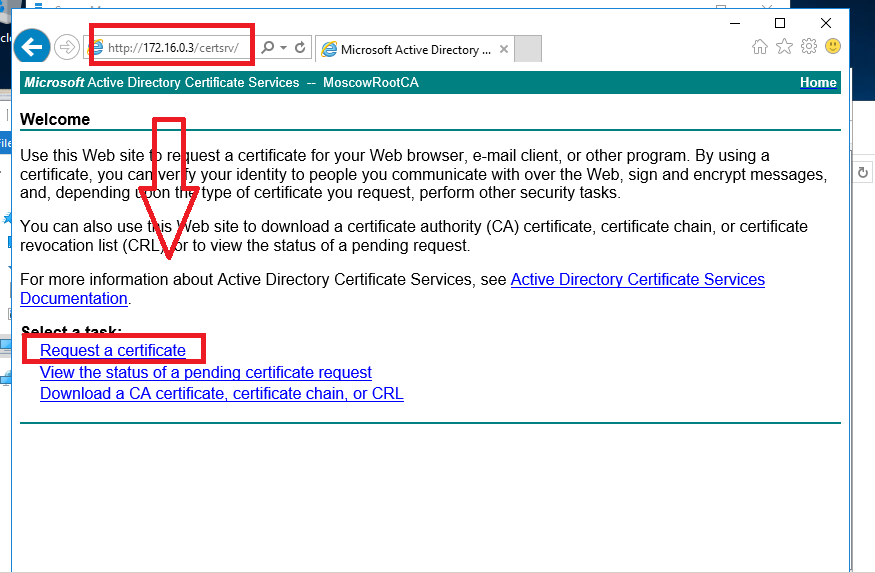 http://172.16.0.3/certsrv/
Microsoft Active Directory ...
Microsoft Active Directory Certificate Services -- MoscowRootCA
Home
Welcome
Use this Web site to request a certificate for your Web browser, e-mail client, or other program. By using a
certificate, you can verify your identity to people you communicate with over the Web, sign and encrypt messages,
and, depending upon the type of certificate you request, perform other security tasks.
You can also use this Web site to download a certificate authority (CA) certificate, certificate chain, or certificate
revocation list (CRL), or to view the status of a pending request.
For more information about Active Directory Certificate Services, see Active Directory Certificate Services
Documentation.
Select a task:
Request a certificate
View the status of a pending certificate request
Download a CA certificate, certificate chain, or CRL